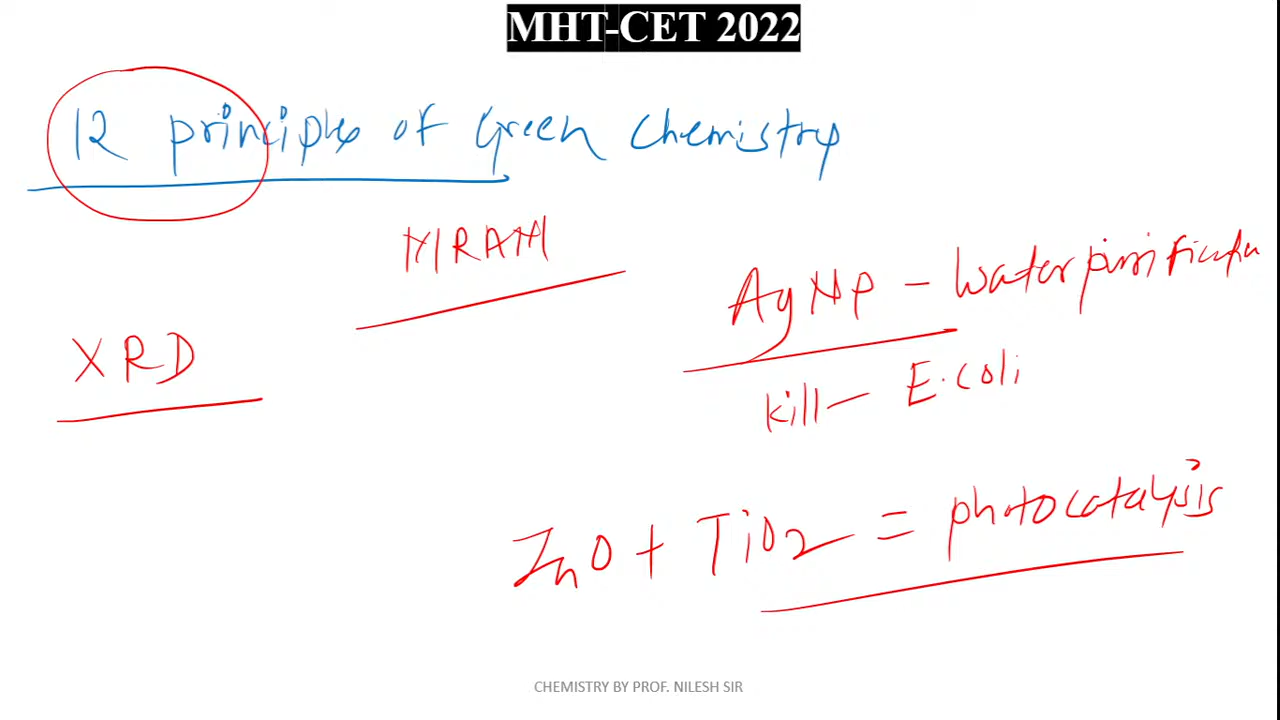 MHT-CET 2022
12 principles of Green Chemistry
MRAM
AgNP - Water purification
XRD
kill - E.coli
ZnO + TiO2 = photocatalysis
CHEMISTRY BY PROF. NILESH SIR